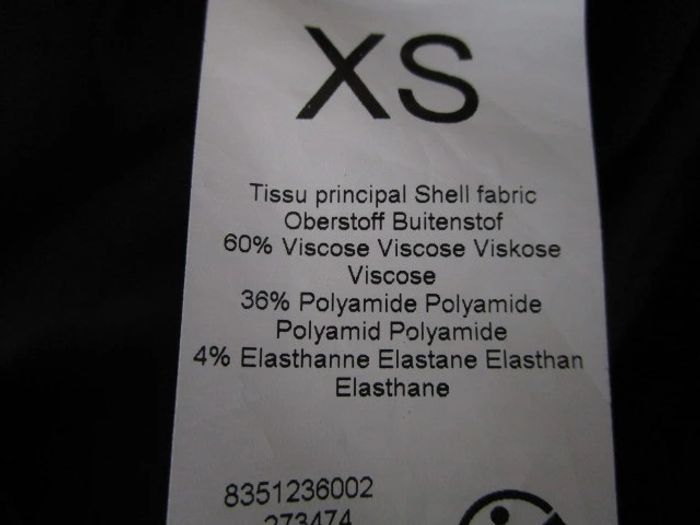 XS
Tissu principal Shell fabric
Oberstoff Buitenstof
60% Viscose Viscose Viskose
Viscose
36% Polyamide Polyamide
Polyamid Polyamide
4% Elasthanne Elastane Elasthan
Elasthane
8351236002
273474